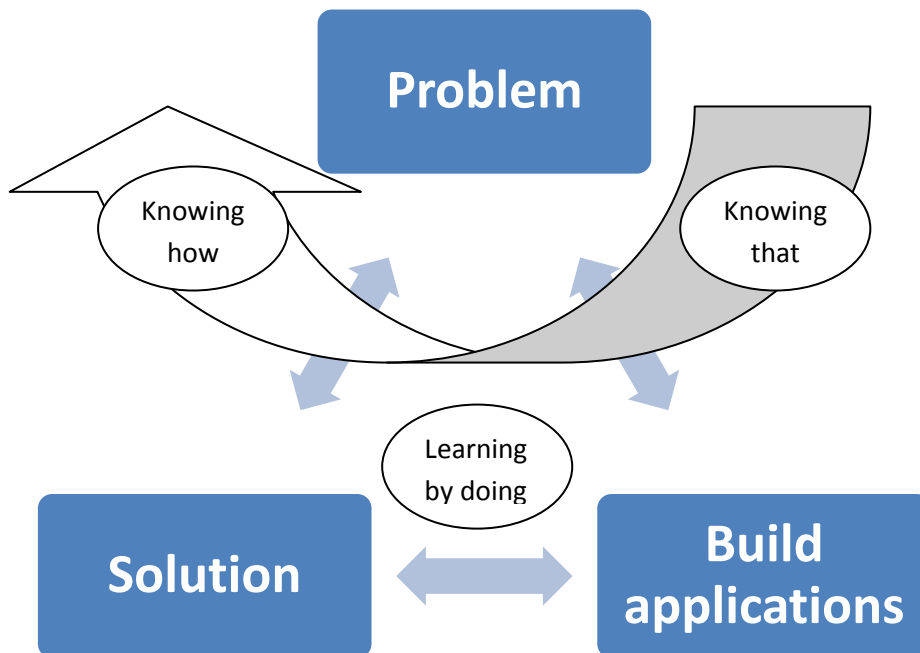 Problem
Knowing
how
Knowing
that
Learning
by doing
Solution
Build
applications